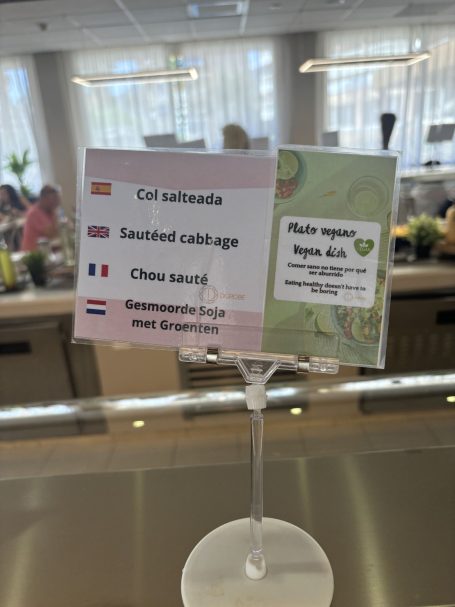 Col salteada
Sautéed cabbage
Chou sauté
Gesmoorde Soja
met Groenten
Plato vegano
Vegan dish
Comer sano no tiene por qué
ser aburrido
Eating healthy doesn't have to
be boring